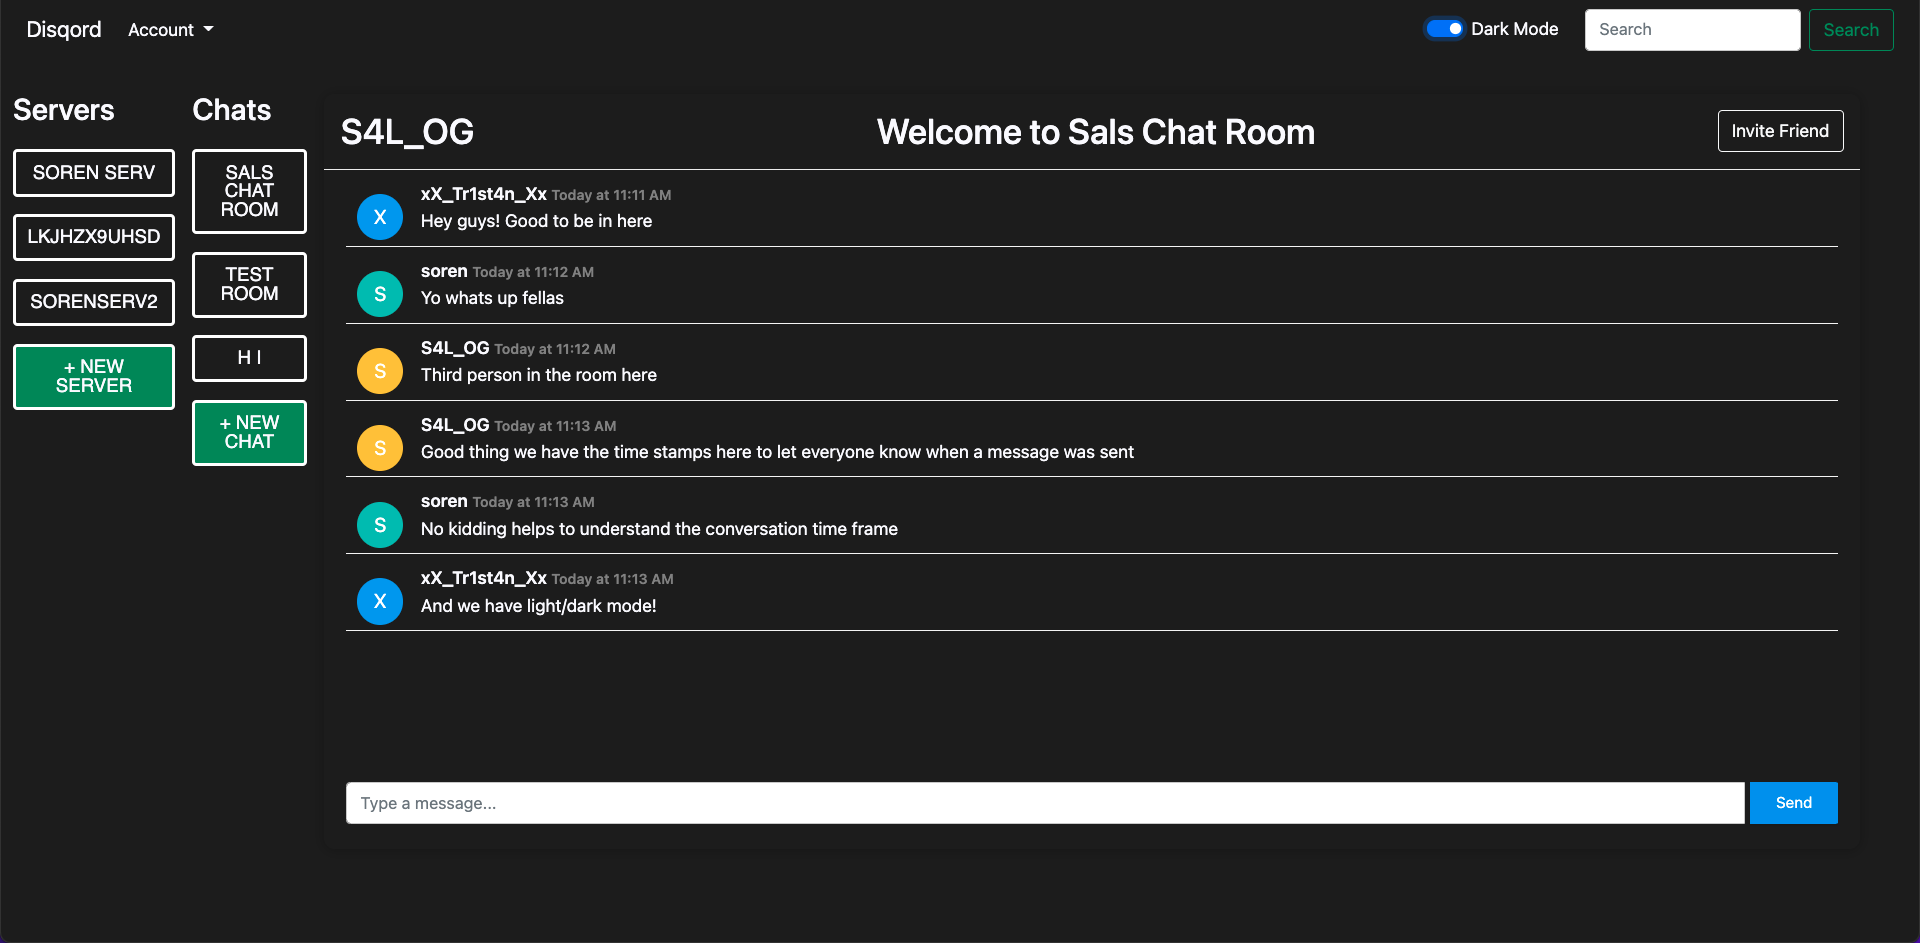 Disqord Account Dark Mode Search Search
Servers
SOREN SERV
LKJHZX9UHSD
SORENSERV2
+ NEW
SERVER
Chats
SALS
CHAT
ROOM
TEST
ROOM
H I
+ NEW
CHAT
S4L_OG Welcome to Sals Chat Room Invite Friend
X
xX_Tr1st4n_Xx Today at 11:11 AM
Hey guys! Good to be in here
S
soren Today at 11:12 AM
Yo whats up fellas
S
S4L_OG Today at 11:12 AM
Third person in the room here
S
S4L_OG Today at 11:13 AM
Good thing we have the time stamps here to let everyone know when a message was sent
S
soren Today at 11:13 AM
No kidding helps to understand the conversation time frame
X
xX_Tr1st4n_Xx Today at 11:13 AM
And we have light/dark mode!
Type a message... Send